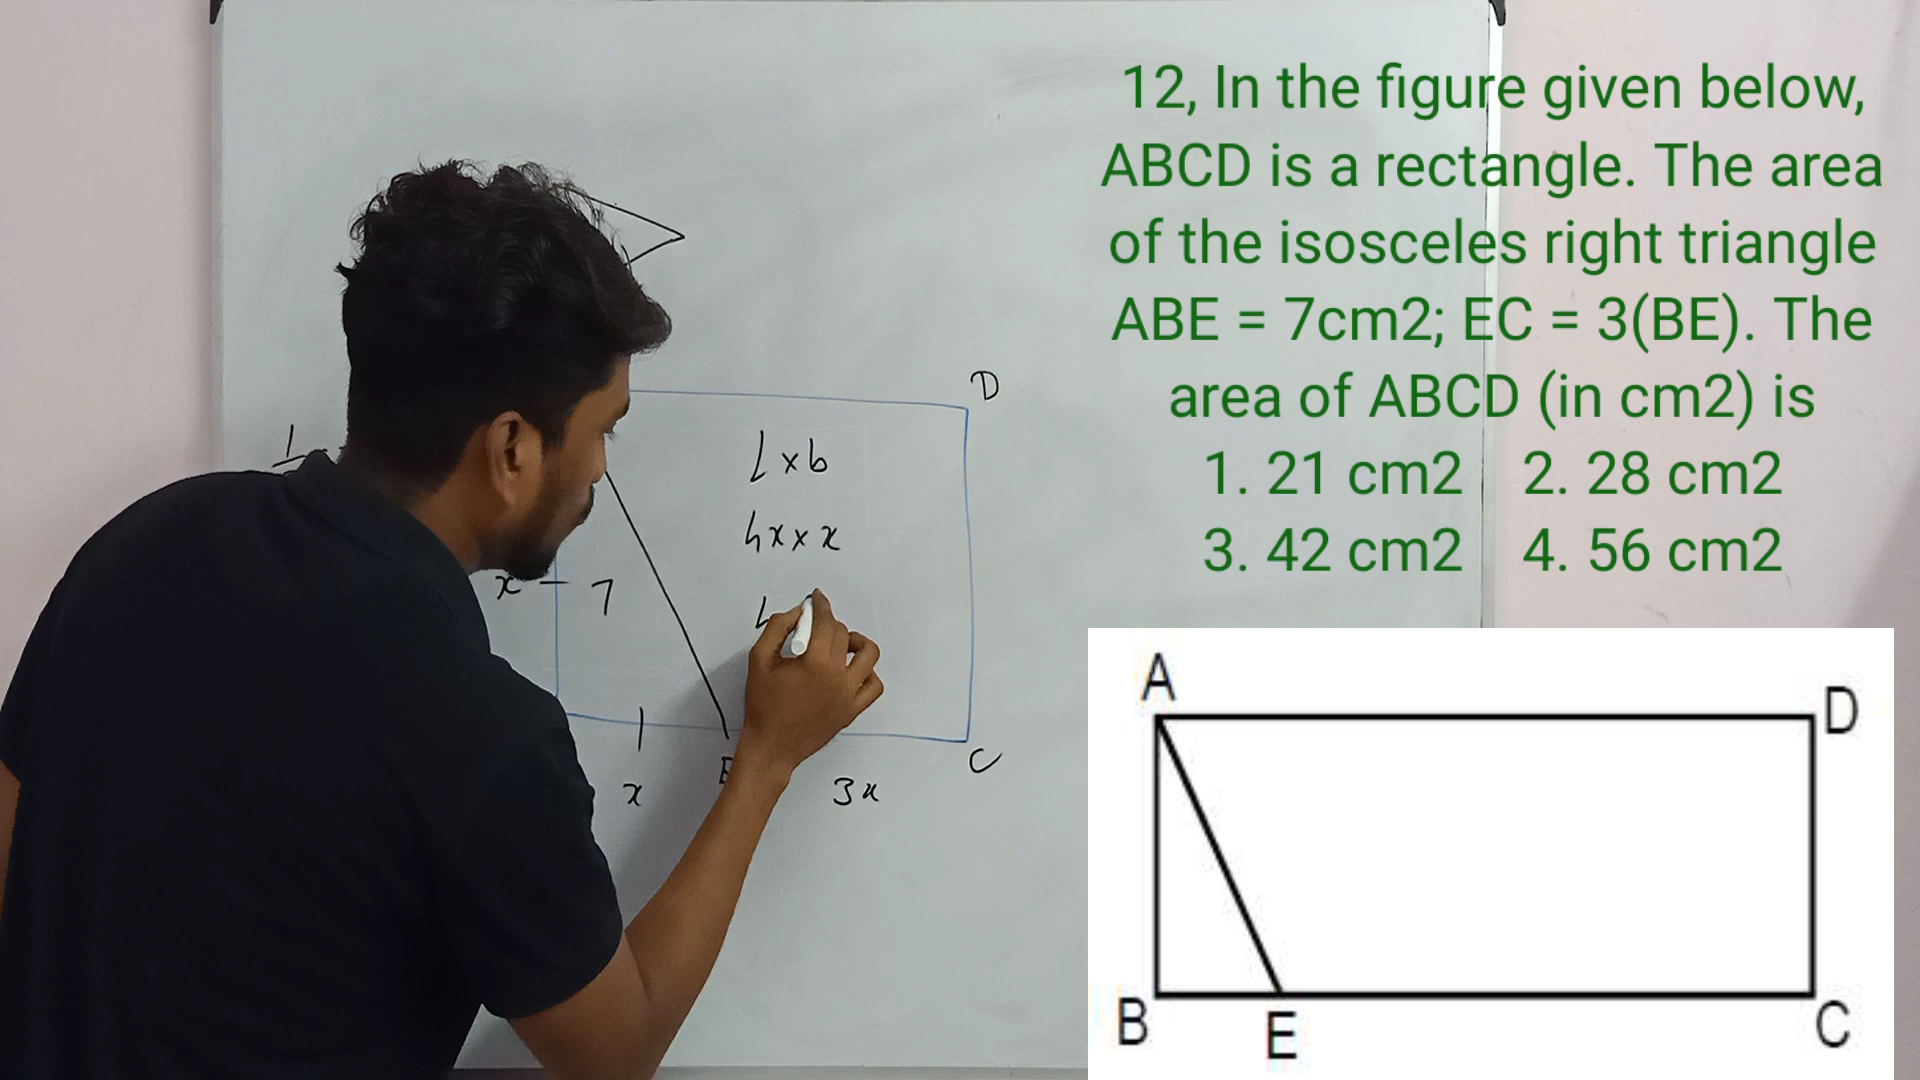 12, In the figure given below,
ABCD is a rectangle. The area
of the isosceles right triangle
ABE = 7cm2; EC = 3(BE). The
area of ABCD (in cm2) is
1. 21 cm2 2. 28 cm2
3. 42 cm2 4. 56 cm2
D
1
l x b
4x x x
x
7
4
E
C
x
3x
A
D
B
E
C